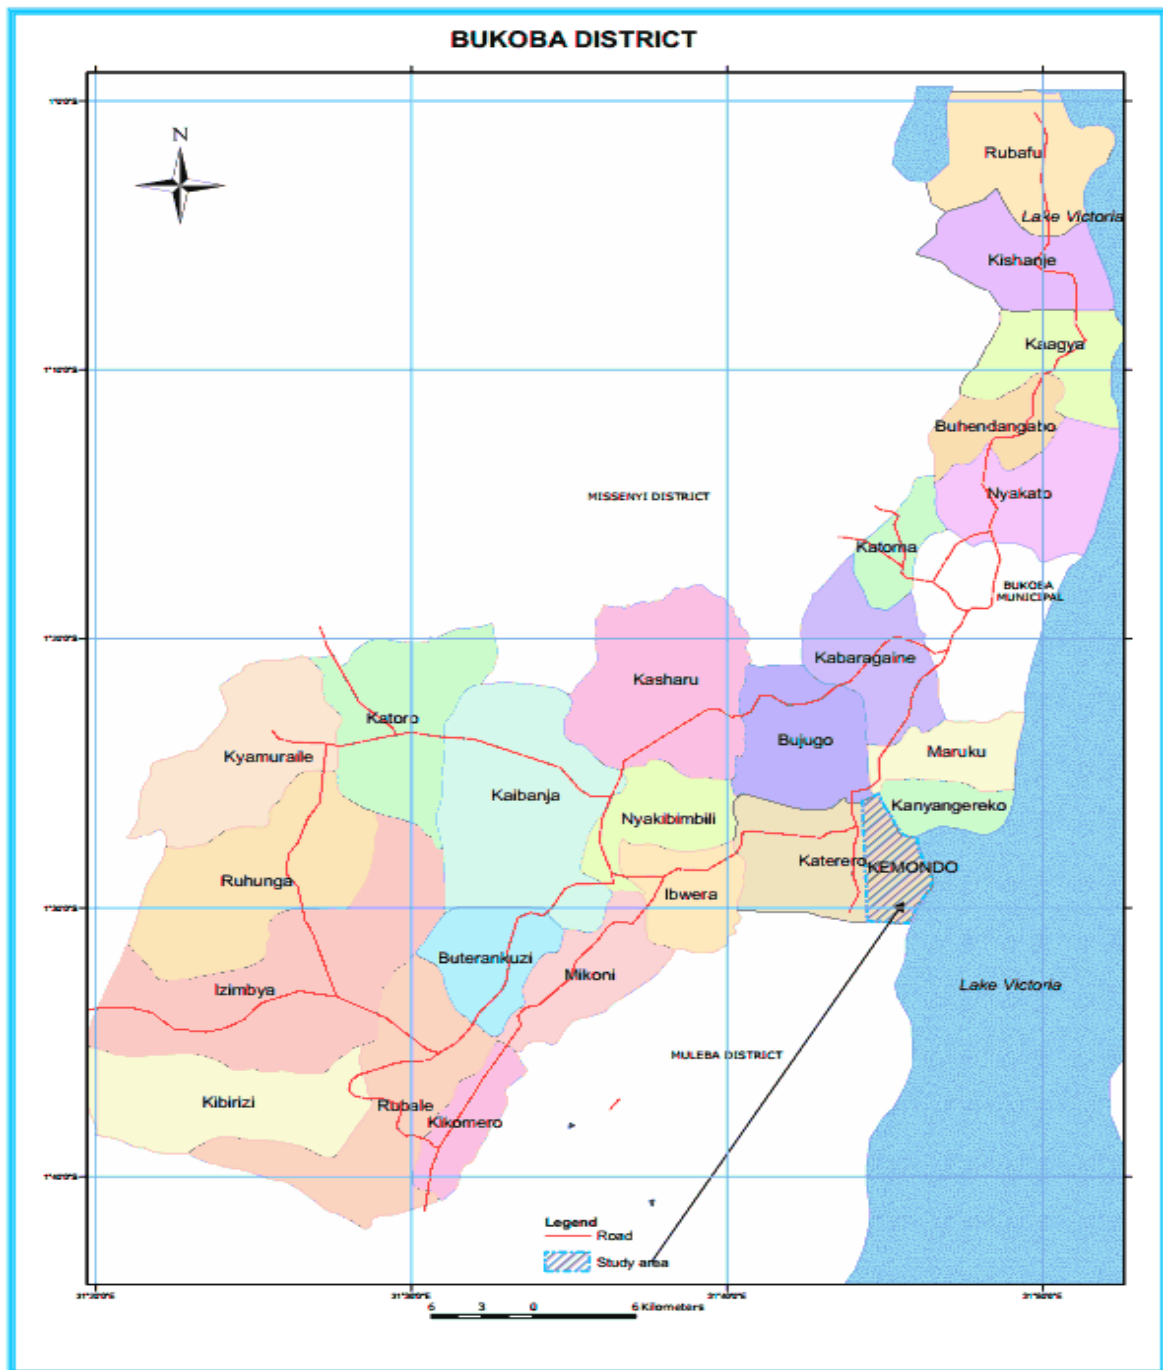 BUKOBA DISTRICT
N
Rubafu
Lake Victoria
Kishanje
Kaagya
Buhendangabo
Nyakato
MISSENYI DISTRICT
Katoma
BUKOBA
MUNICIPAL
Kabaragaine
Kasharu
Katoro
Bujugo
Maruku
Kyamuraile
Kaibanja
Kanyangereko
Nyakibimbili
Katerero
KEMONDO
Ruhunga
Ibwera
Buterankuzi
Mikoni
Izimbya
Lake Victoria
MULEBA DISTRICT
Kibirizi
Rubale
Kikomero
Legend
Road
Study area
6 3 0 6 Kilometers